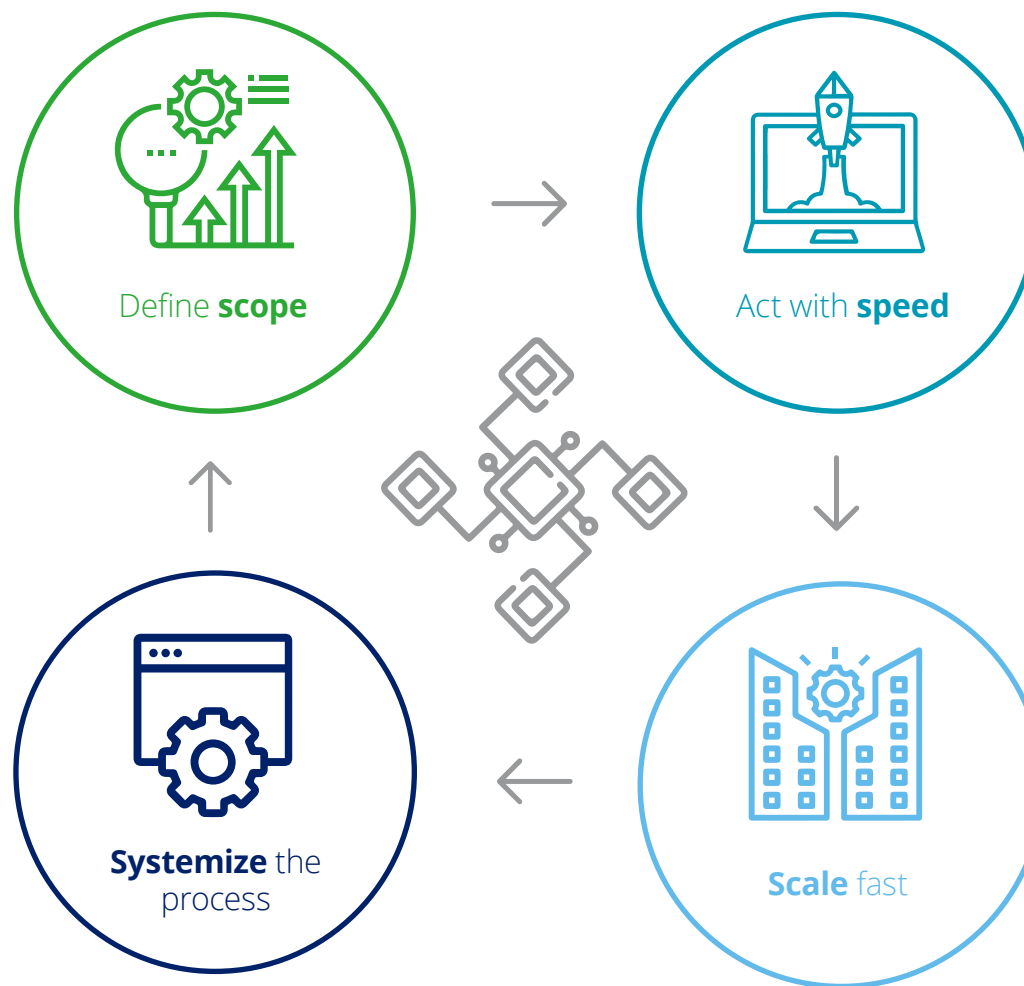 Define scope
Act with speed
Systemize the
process
Scale fast